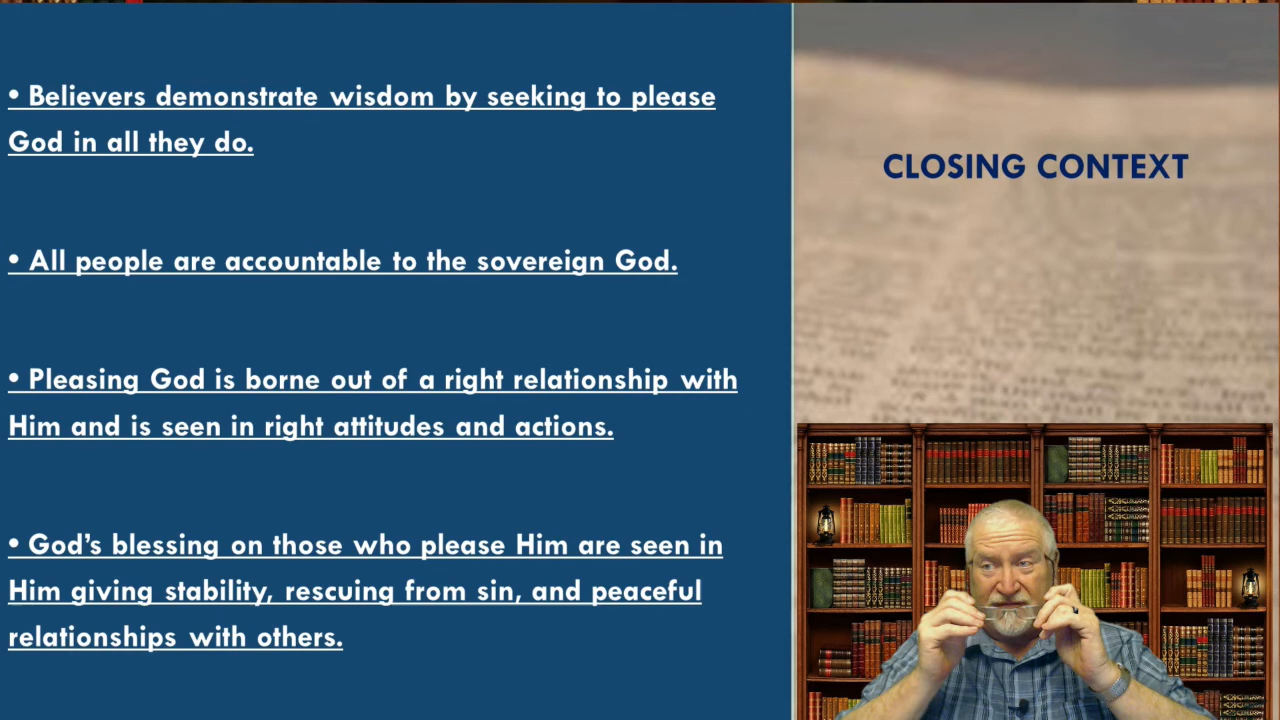 • Believers demonstrate wisdom by seeking to please
God in all they do.
• All people are accountable to the sovereign God.
• Pleasing God is borne out of a right relationship with
Him and is seen in right attitudes and actions.
• God’s blessing on those who please Him are seen in
Him giving stability, rescuing from sin, and peaceful
relationships with others.
CLOSING CONTEXT